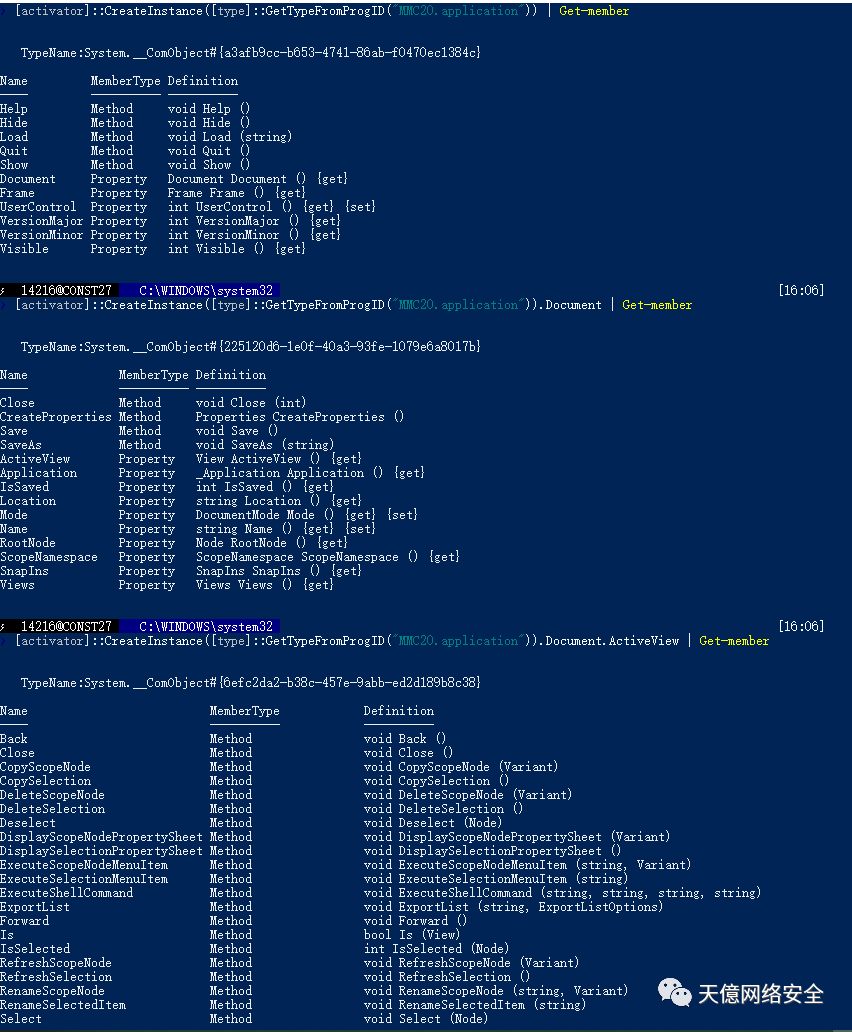 [activator]::CreateInstance([type]::GetTypeFromProgID("MMC20.application")) | Get-member
TypeName:System.__ComObject#{a3afb9cc-b653-4741-86ab-f0470ec1384c}
Name MemberType Definition
Help Method void Help ()
Hide Method void Hide ()
Load Method void Load (string)
Quit Method void Quit ()
Show Method void Show ()
Document Property Document Document () {get}
Frame Property Frame Frame () {get}
UserControl Property int UserControl () {get} {set}
VersionMajor Property int VersionMajor () {get}
VersionMinor Property int VersionMinor () {get}
Visible Property int Visible () {get}
14216@CONST27 C:\WINDOWS\system32 [16:06]
[activator]::CreateInstance([type]::GetTypeFromProgID("MMC20.application")).Document | Get-member
TypeName:System.__ComObject#{225120d6-1e0f-40a3-93fe-1079e6a8017b}
Name MemberType Definition
Close Method void Close (int)
CreateProperties Method Properties CreateProperties ()
Save Method void Save ()
SaveAs Method void SaveAs (string)
ActiveView Property View ActiveView () {get}
Application Property _Application Application () {get}
IsSaved Property int IsSaved () {get}
Location Property string Location () {get}
Mode Property DocumentMode Mode () {get} {set}
Name Property string Name () {get} {set}
RootNode Property Node RootNode () {get}
ScopeNamespace Property ScopeNamespace ScopeNamespace () {get}
SnapIns Property SnapIns SnapIns () {get}
Views Property Views Views () {get}
14216@CONST27 C:\WINDOWS\system32 [16:06]
[activator]::CreateInstance([type]::GetTypeFromProgID("MMC20.application")).Document.ActiveView | Get-member
TypeName:System.__ComObject#{6efc2da2-b38c-457e-9abb-ed2d189b8c38}
Name MemberType Definition
Back Method void Back ()
Close Method void Close ()
CopyScopeNode Method void CopyScopeNode (Variant)
CopySelection Method void CopySelection ()
DeleteScopeNode Method void DeleteScopeNode (Variant)
DeleteSelection Method void DeleteSelection ()
Deselect Method void Deselect (Node)
DisplayScopeNodePropertySheet Method void DisplayScopeNodePropertySheet (Variant)
DisplaySelectionPropertySheet Method void DisplaySelectionPropertySheet ()
ExecuteScopeNodeMenuItem Method void ExecuteScopeNodeMenuItem (string, Variant)
ExecuteSelectionMenuItem Method void ExecuteSelectionMenuItem (string)
ExecuteShellCommand Method void ExecuteShellCommand (string, string, string, string)
ExportList Method void ExportList (string, ExportListOptions)
Forward Method void Forward ()
Is Method bool Is (View)
IsSelected Method int IsSelected (Node)
RefreshScopeNode Method void RefreshScopeNode (Variant)
RefreshSelection Method void RefreshSelection ()
RenameScopeNode Method void RenameScopeNode (string, Variant)
RenameSelectedItem Method void RenameSelectedItem (string)
Select Method void Select (Node)
天億网络安全